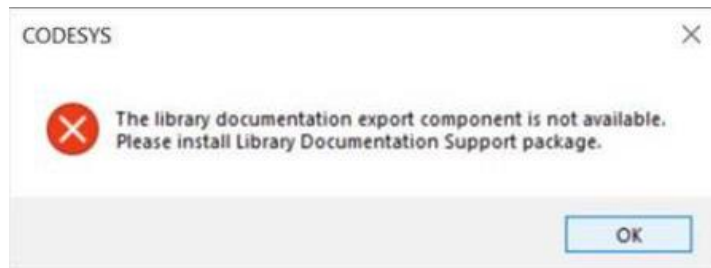 CODESYS
The library documentation export component is not available.
Please install Library Documentation Support package.
OK